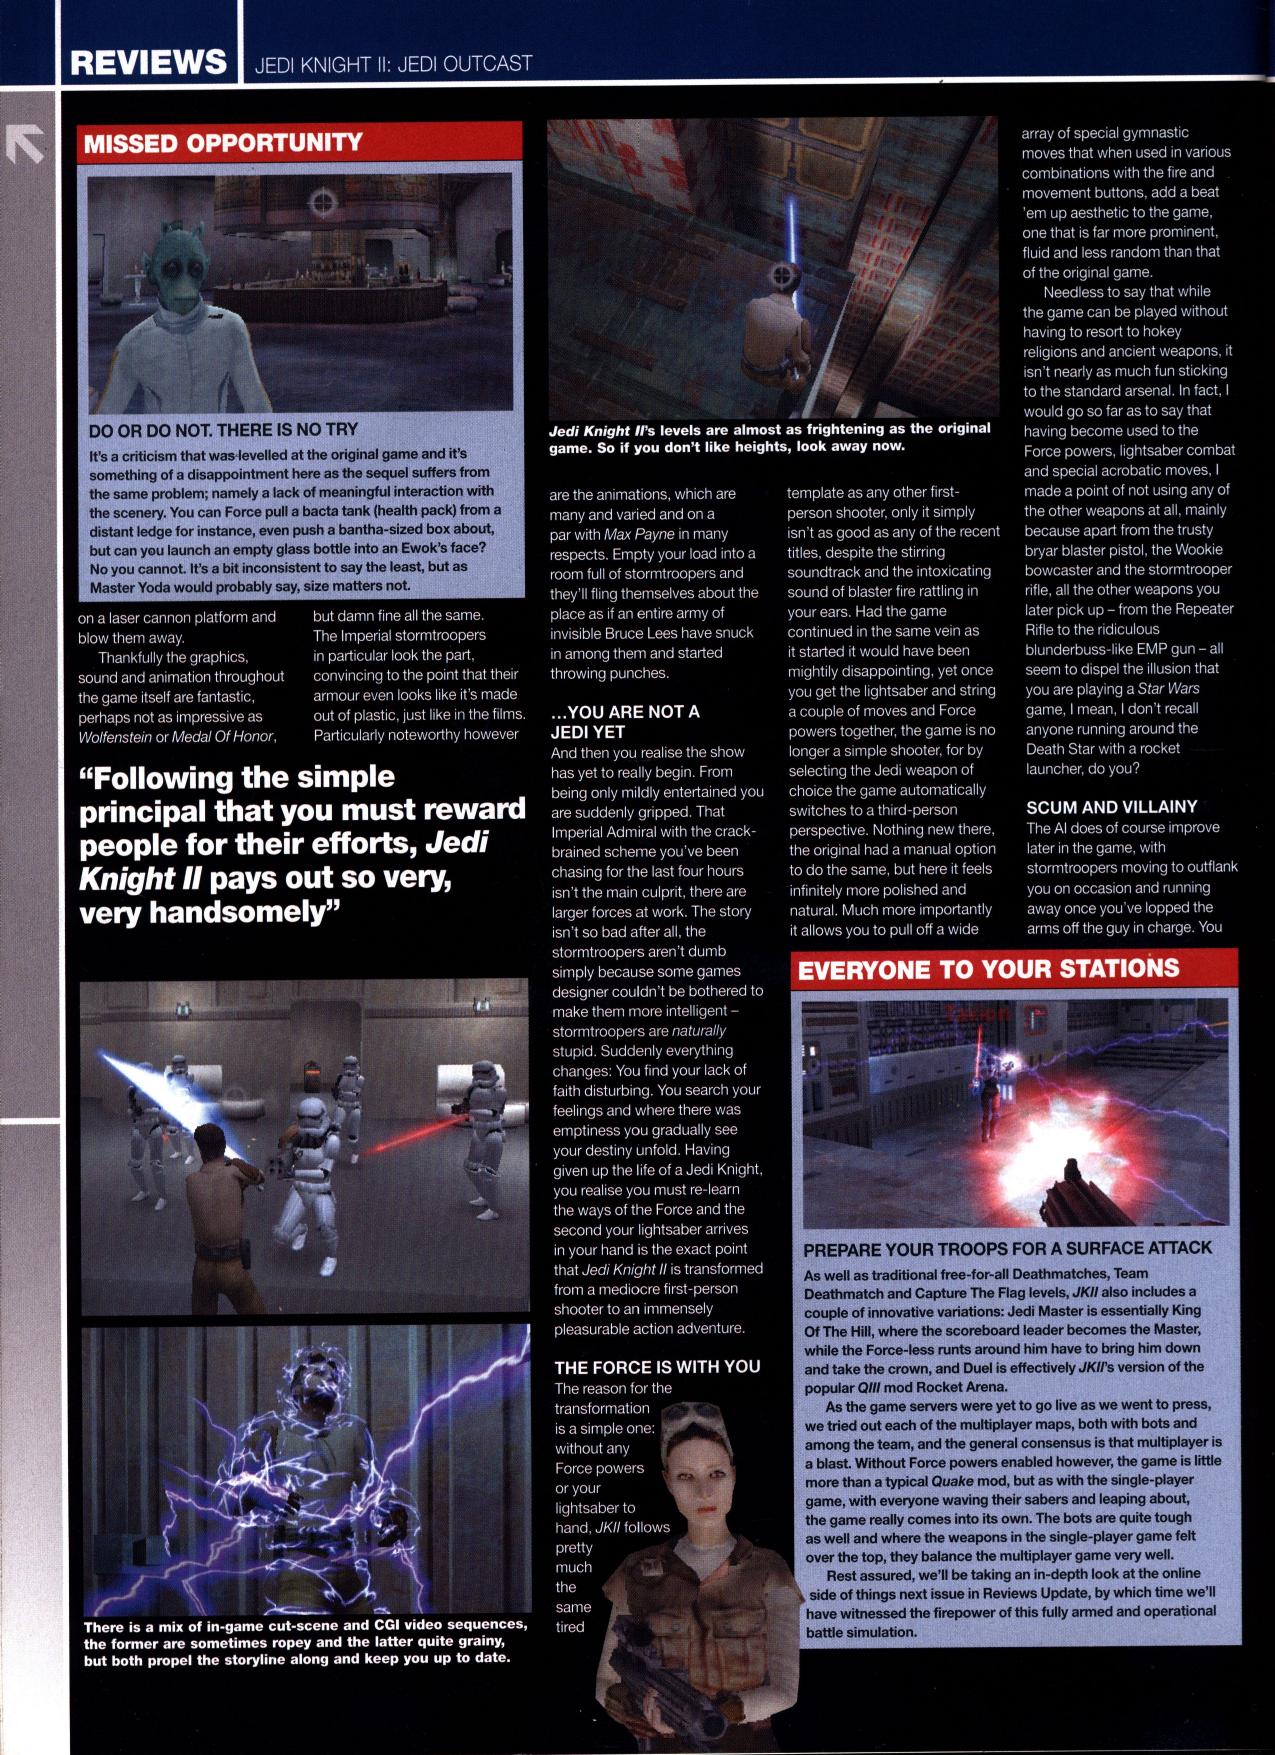 REVIEWS
JEDI KNIGHT II: JEDI OUTCAST
MISSED OPPORTUNITY
DO OR DO NOT. THERE IS NO TRY
It's a criticism that was levelled at the original game and it's
something of a disappointment here as the sequel suffers from
the same problem; namely a lack of meaningful interaction with
the scenery. You can Force pull a bacta tank (health pack) from a
distant ledge for instance, even push a bantha-sized box about,
but can you launch an empty glass bottle into an Ewok's face?
No you cannot. It's a bit inconsistent to say the least, but as
Master Yoda would probably say, size matters not.
on a laser cannon platform and
blow them away.
Thankfully the graphics,
sound and animation throughout
the game itself are fantastic,
perhaps not as impressive as
Wolfenstein or Medal Of Honor,
but damn fine all the same.
The Imperial stormtroopers
in particular look the part,
convincing to the point that their
armour even looks like it's made
out of plastic, just like in the films.
Particularly noteworthy however
"Following the simple
principal that you must reward
people for their efforts, Jedi
Knight II pays out so very,
very handsomely"
There is a mix of in-game cut-scene and CGI video sequences,
the former are sometimes ropey and the latter quite grainy,
but both propel the storyline along and keep you up to date.
Jedi Knight II's levels are almost as frightening as the original
game. So if you don't like heights, look away now.
are the animations, which are
many and varied and on a
par with Max Payne in many
respects. Empty your load into a
room full of stormtroopers and
they'll fling themselves about the
place as if an entire army of
invisible Bruce Lees have snuck
in among them and started
throwing punches.
...YOU ARE NOT A
JEDI YET
And then you realise the show
has yet to really begin. From
being only mildly entertained you
are suddenly gripped. That
Imperial Admiral with the crack-
brained scheme you've been
chasing for the last four hours
isn't the main culprit, there are
larger forces at work. The story
isn't so bad after all, the
stormtroopers aren't dumb
simply because some games
designer couldn't be bothered to
make them more intelligent –
stormtroopers are naturally
stupid. Suddenly everything
changes: You find your lack of
faith disturbing. You search your
feelings and where there was
emptiness you gradually see
your destiny unfold. Having
given up the life of a Jedi Knight,
you realise you must re-learn
the ways of the Force and the
second your lightsaber arrives
in your hand is the exact point
that Jedi Knight II is transformed
from a mediocre first-person
shooter to an immensely
pleasurable action adventure.
THE FORCE IS WITH YOU
The reason for the
transformation
is a simple one:
without any
Force powers
or your
lightsaber to
hand, JKII follows
pretty
much
the
same
tired
template as any other first-
person shooter, only it simply
isn't as good as any of the recent
titles, despite the stirring
soundtrack and the intoxicating
sound of blaster fire rattling in
your ears. Had the game
continued in the same vein as
it started it would have been
mightily disappointing, yet once
you get the lightsaber and string
a couple of moves and Force
powers together, the game is no
longer a simple shooter, for by
selecting the Jedi weapon of
choice the game automatically
switches to a third-person
perspective. Nothing new there,
the original had a manual option
to do the same, but here it feels
infinitely more polished and
natural. Much more importantly
it allows you to pull off a wide
array of special gymnastic
moves that when used in various
combinations with the fire and
movement buttons, add a beat
'em up aesthetic to the game,
one that is far more prominent,
fluid and less random than that
of the original game.
Needless to say that while
the game can be played without
having to resort to hokey
religions and ancient weapons, it
isn't nearly as much fun sticking
to the standard arsenal. In fact, I
would go so far as to say that
having become used to the
Force powers, lightsaber combat
and special acrobatic moves, I
made a point of not using any of
the other weapons at all, mainly
because apart from the trusty
bryar blaster pistol, the Wookie
bowcaster and the stormtrooper
rifle, all the other weapons you
later pick up – from the Repeater
Rifle to the ridiculous
blunderbuss-like EMP gun – all
seem to dispel the illusion that
you are playing a Star Wars
game, I mean, I don't recall
anyone running around the
Death Star with a rocket
launcher, do you?
SCUM AND VILLAINY
The AI does of course improve
later in the game, with
stormtroopers moving to outflank
you on occasion and running
away once you've lopped the
arms off the guy in charge. You
EVERYONE TO YOUR STATIONS
Tavion
PREPARE YOUR TROOPS FOR A SURFACE ATTACK
As well as traditional free-for-all Deathmatches, Team
Deathmatch and Capture The Flag levels, JKII also includes a
couple of innovative variations: Jedi Master is essentially King
Of The Hill, where the scoreboard leader becomes the Master,
while the Force-less runts around him have to bring him down
and take the crown, and Duel is effectively JKII's version of the
popular QIII mod Rocket Arena.
As the game servers were yet to go live as we went to press,
we tried out each of the multiplayer maps, both with bots and
among the team, and the general consensus is that multiplayer is
a blast. Without Force powers enabled however, the game is little
more than a typical Quake mod, but as with the single-player
game, with everyone waving their sabers and leaping about,
the game really comes into its own. The bots are quite tough
as well and where the weapons in the single-player game felt
over the top, they balance the multiplayer game very well.
Rest assured, we'll be taking an in-depth look at the online
side of things next issue in Reviews Update, by which time we'll
have witnessed the firepower of this fully armed and operational
battle simulation.